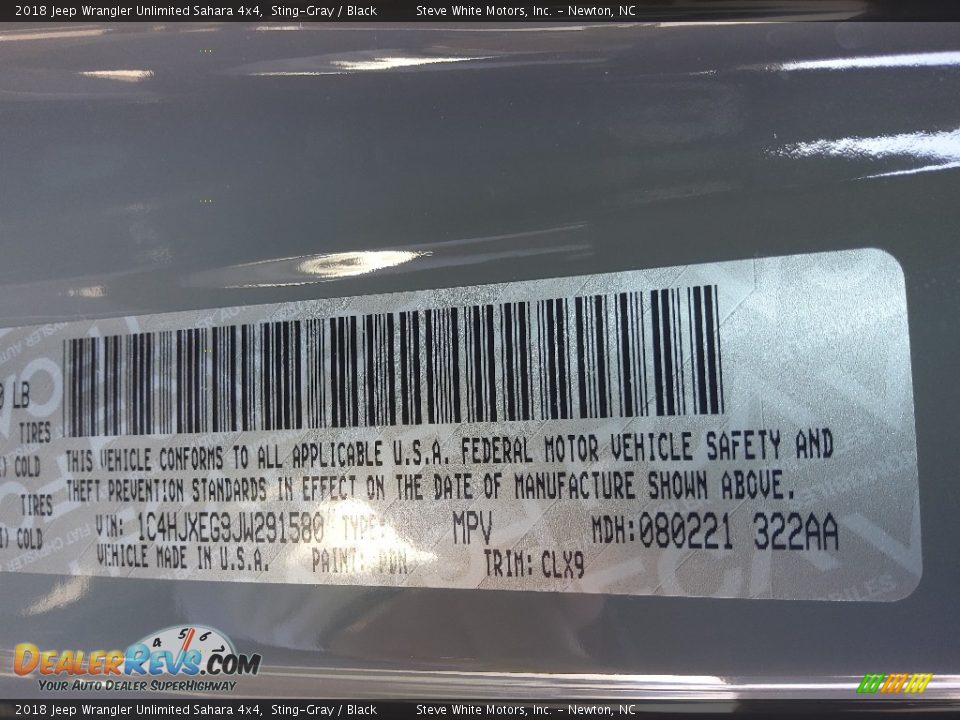 2018 Jeep Wrangler Unlimited Sahara 4x4, Sting-Gray / Black Steve White Motors, Inc. - Newton, NC
LB
TIRES
COLD
TIRES
COLD
THIS VEHICLE CONFORMS TO ALL APPLICABLE U.S.A. FEDERAL MOTOR VEHICLE SAFETY AND
THEFT PREVENTION STANDARDS IN EFFECT ON THE DATE OF MANUFACTURE SHOWN ABOVE.
VIN: 1C4HJXEG9JW291580 TYPE: MPV MDH:080221 322AA
VEHICLE MADE IN U.S.A. PAINT: PDN TRIM: CLX9
4 5 6
DealerRevs.com
Your Auto Dealer SuperHighway
2018 Jeep Wrangler Unlimited Sahara 4x4, Sting-Gray / Black Steve White Motors, Inc. - Newton, NC